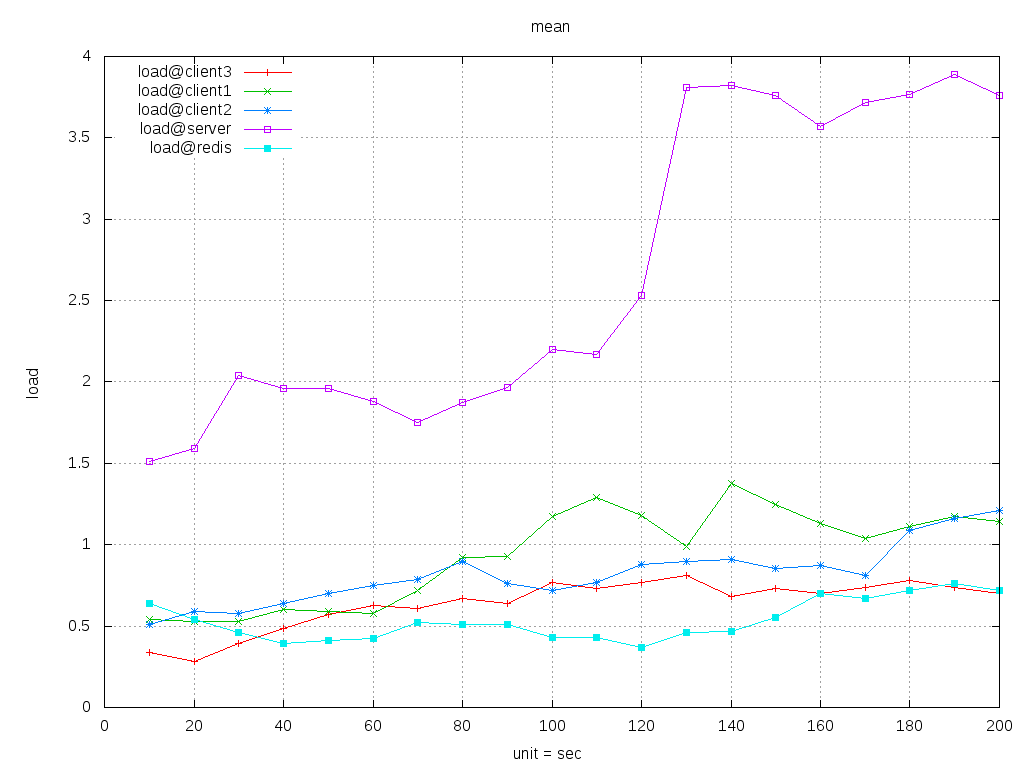 mean
4
3.5
3
2.5
2
1.5
1
0.5
0
load
load@client3
load@client1
load@client2
load@server
load@redis
0 20 40 60 80 100 120 140 160 180 200
unit = sec